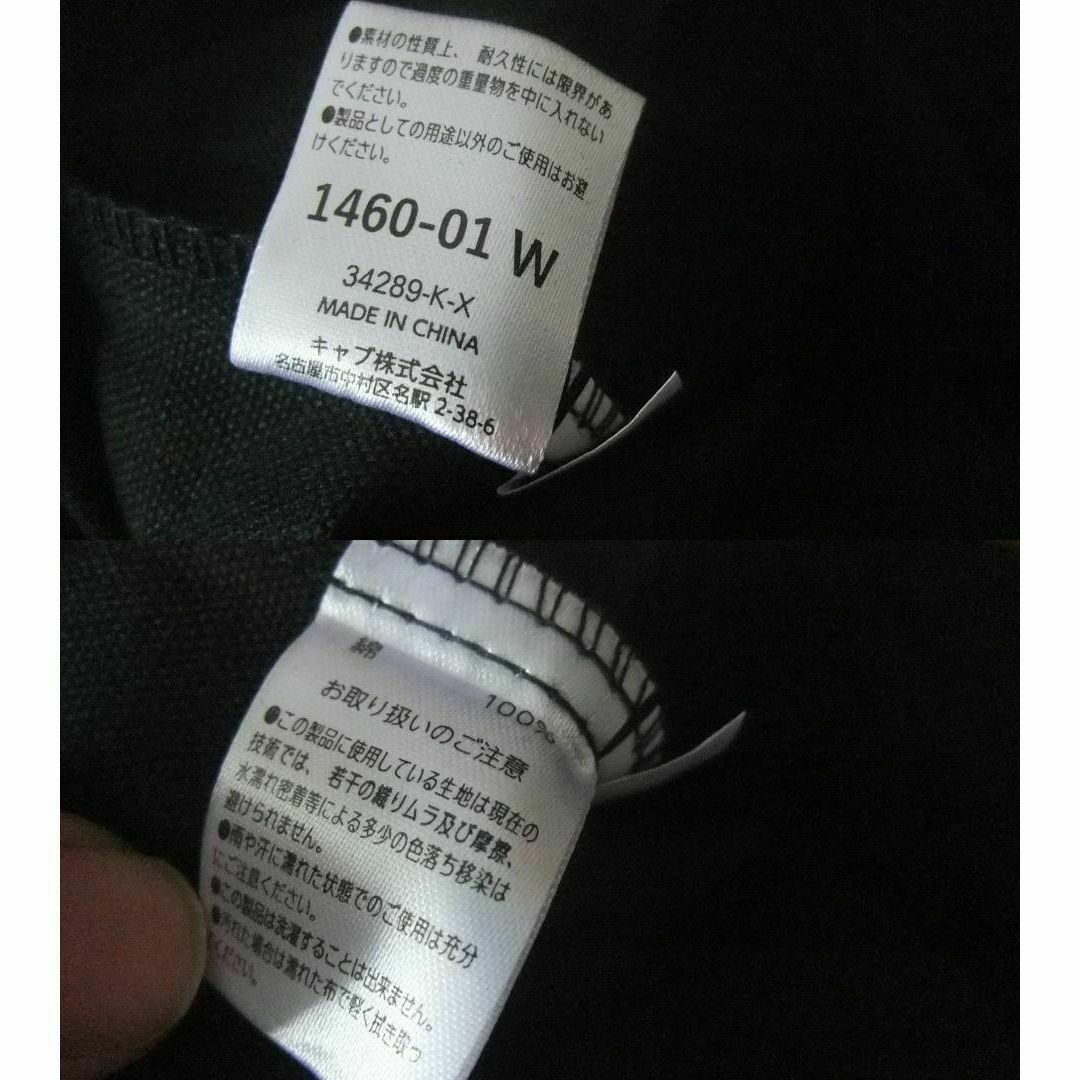 ●素材の性質上、 耐久性には限界があ
りますので過度の重量物を中に入れない
でください。
●製品としての用途以外のご使用はお避
けください。
1460-01 W
34289-K-X
MADE IN CHINA
キャブ株式会社
名古屋市中村区名駅 2-38-6
綿 100%
お取り扱いのご注意
●この製品に使用している生地は現在の
技術では、 若干の織りムラ及び摩擦、
水濡れ密着等による多少の色落ち移染は
避けられません。
●雨や汗に濡れた状態でのご使用は充分
にご注意ください。
●この製品は洗濯することは出来ません。
●汚れた場合は濡れた布で軽く拭き取っ
ください。